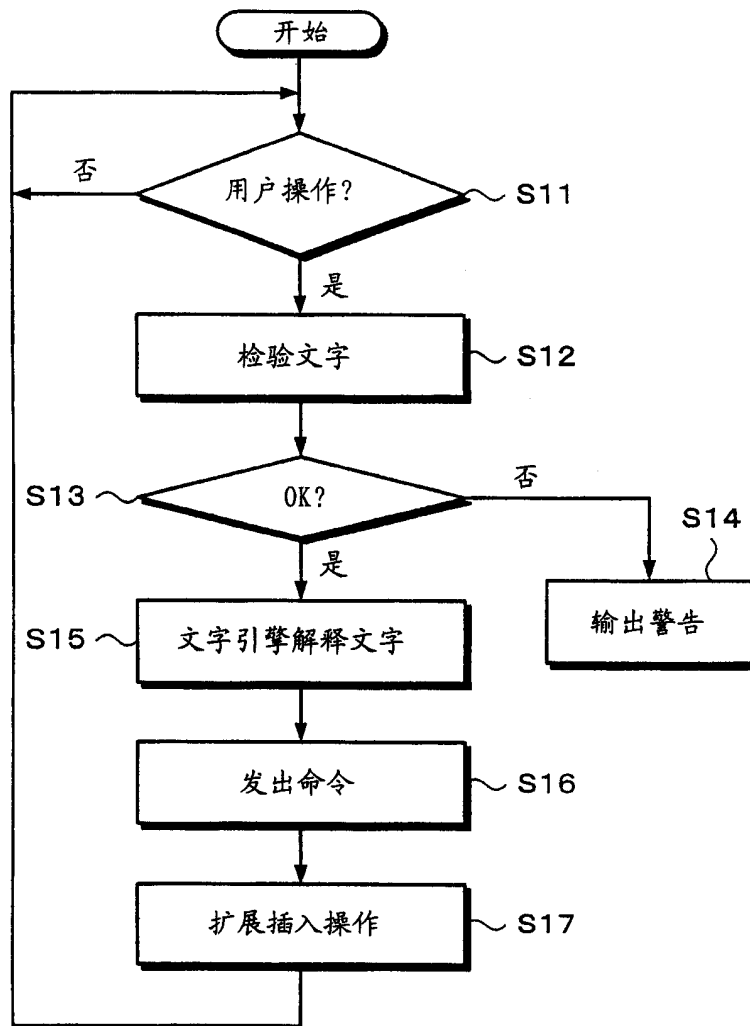 开始
否
用户操作?
S11
是
检验文字
S12
S13
OK?
否
S14
是
输出警告
S15
文字引擎解释文字
发出命令
S16
扩展插入操作
S17